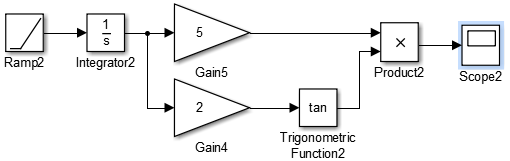 1
s
5
×
Ramp2
Integrator2
Gain5
Product2
Scope2
2
tan
Gain4
Trigonometric
Function2